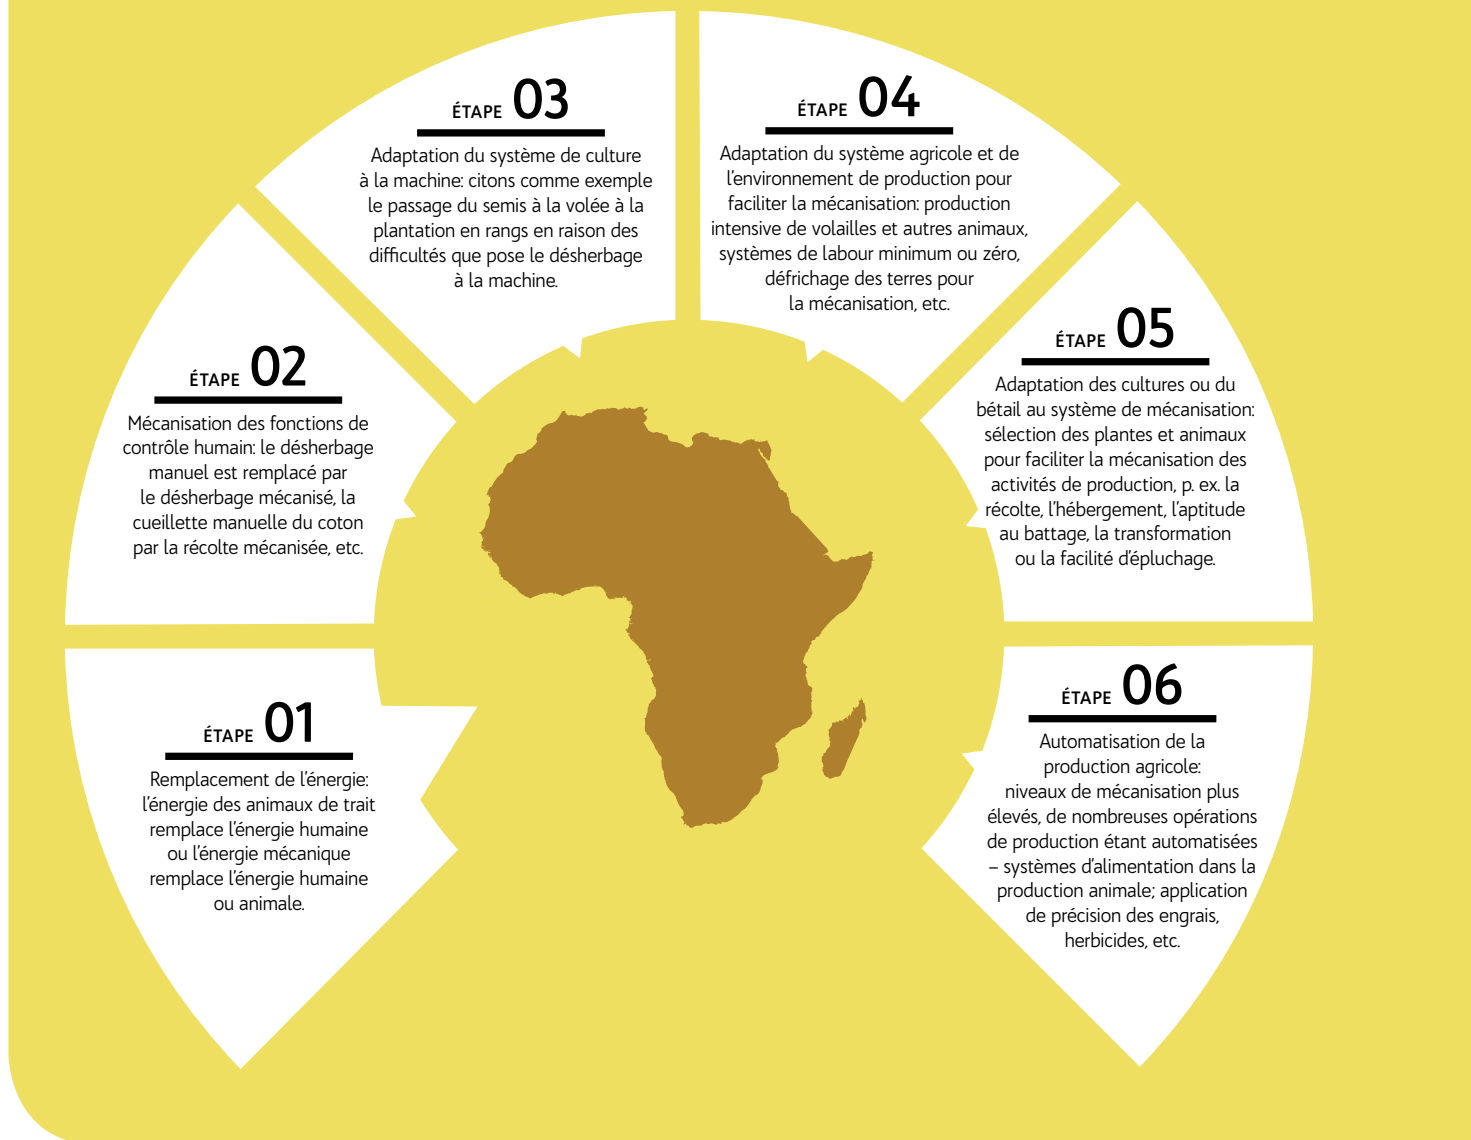 ÉTAPE 01
Remplacement de l'énergie:
l'énergie des animaux de trait
remplace l'énergie humaine
ou l'énergie mécanique
remplace l'énergie humaine
ou animale.
ÉTAPE 02
Mécanisation des fonctions de
contrôle humain: le désherbage
manuel est remplacé par
le désherbage mécanisé, la
cueillette manuelle du coton
par la récolte mécanisée, etc.
ÉTAPE 03
Adaptation du système de culture
à la machine: citons comme exemple
le passage du semis à la volée à la
plantation en rangs en raison des
difficultés que pose le désherbage
à la machine.
ÉTAPE 04
Adaptation du système agricole et de
l'environnement de production pour
faciliter la mécanisation: production
intensive de volailles et autres animaux,
systèmes de labour minimum ou zéro,
défrichage des terres pour
la mécanisation, etc.
ÉTAPE 05
Adaptation des cultures ou du
bétail au système de mécanisation:
sélection des plantes et animaux
pour faciliter la mécanisation des
activités de production, p. ex. la
récolte, l'hébergement, l'aptitude
au battage, la transformation
ou la facilité d'épluchage.
ÉTAPE 06
Automatisation de la
production agricole:
niveaux de mécanisation plus
élevés, de nombreuses opérations
de production étant automatisées
– systèmes d'alimentation dans la
production animale; application
de précision des engrais,
herbicides, etc.